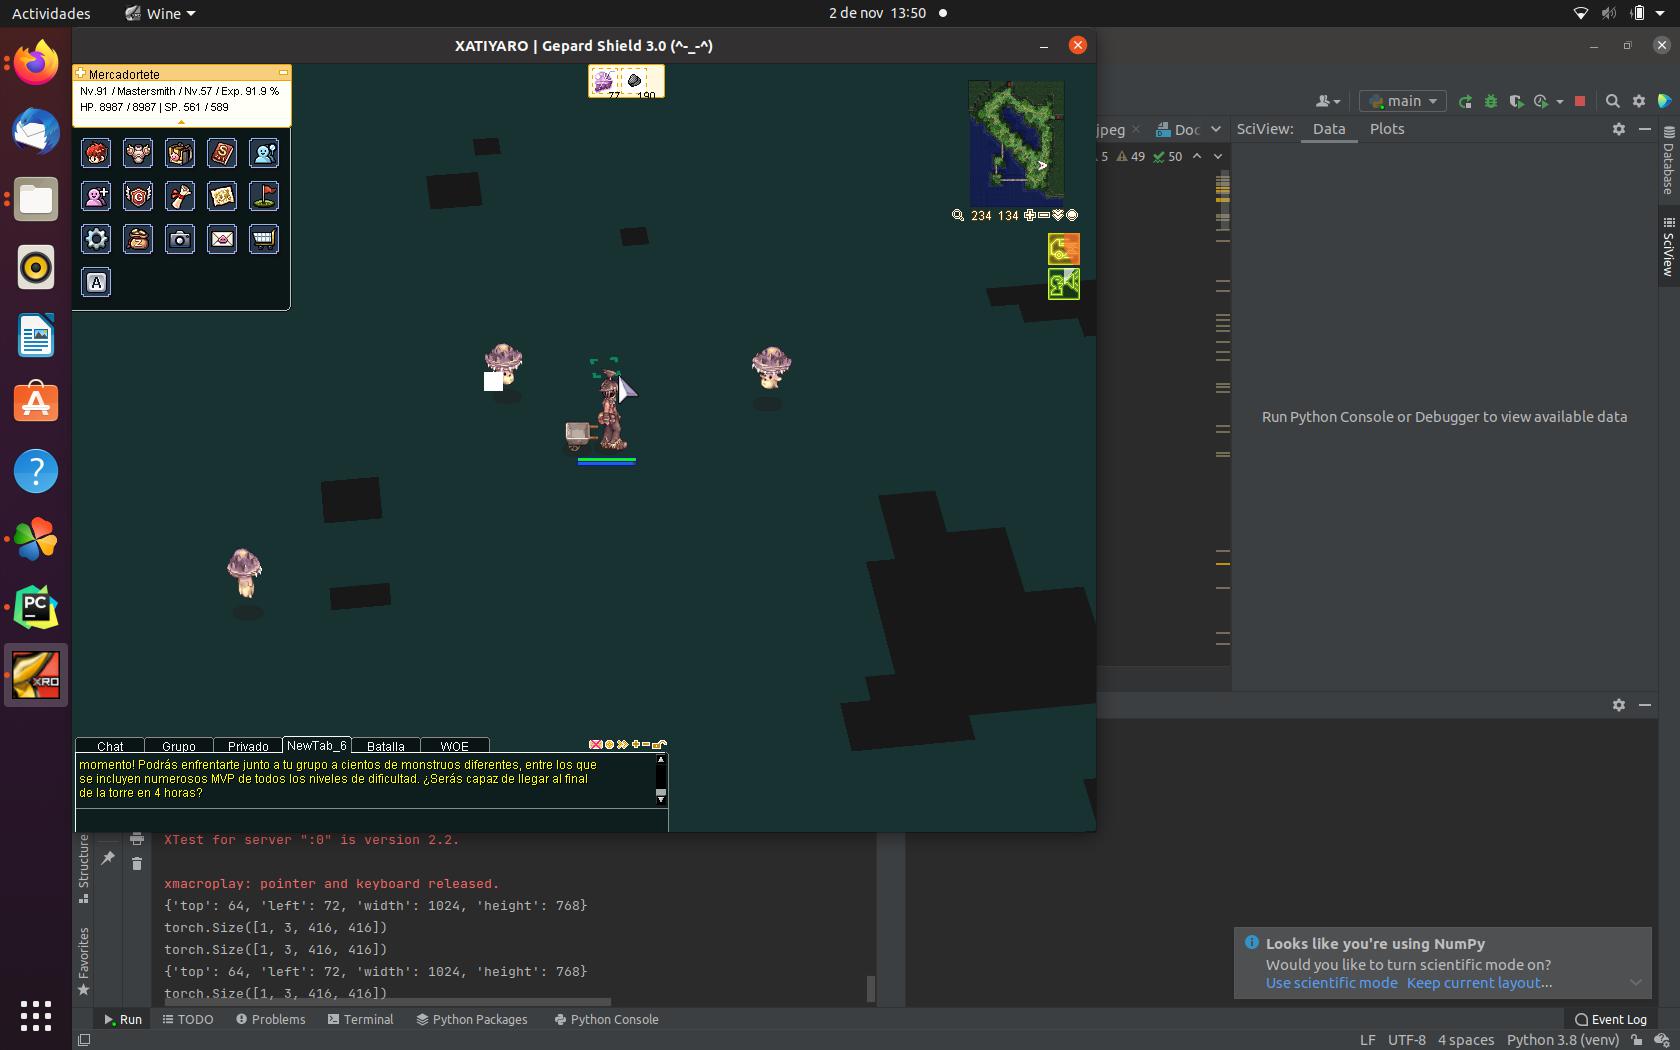 Actividades
Wine
2 de nov 13:50
XATIYARO | Gepard Shield 3.0 (^-_-^)
Mercadortete
Nv.91 / Mastersmith / Nv.57 / Exp. 91.9 %
HP. 8987 / 8987 | SP. 561 / 589
77 190
S
G
Z
A
234 134
main
jpeg
Doc
SciView: Data Plots
5 49 50
Database
SciView
Run Python Console or Debugger to view available data
PC
XRO
Chat Grupo Privado NewTab_6 Batalla WOE
momento! Podrás enfrentarte junto a tu grupo a cientos de monstruos diferentes, entre los que
se incluyen numerosos MVP de todos los niveles de dificultad. ¿Serás capaz de llegar al final
de la torre en 4 horas?
Structure
Favorites
XTest for server ":0" is version 2.2.
xmacroplay: pointer and keyboard released.
{'top': 64, 'left': 72, 'width': 1024, 'height': 768}
torch.Size([1, 3, 416, 416])
torch.Size([1, 3, 416, 416])
{'top': 64, 'left': 72, 'width': 1024, 'height': 768}
torch.Size([1, 3, 416, 416])
Looks like you're using NumPy
Would you like to turn scientific mode on?
Use scientific mode Keep current layout...
Run TODO Problems Terminal Python Packages Python Console
Event Log
LF UTF-8 4 spaces Python 3.8 (venv)